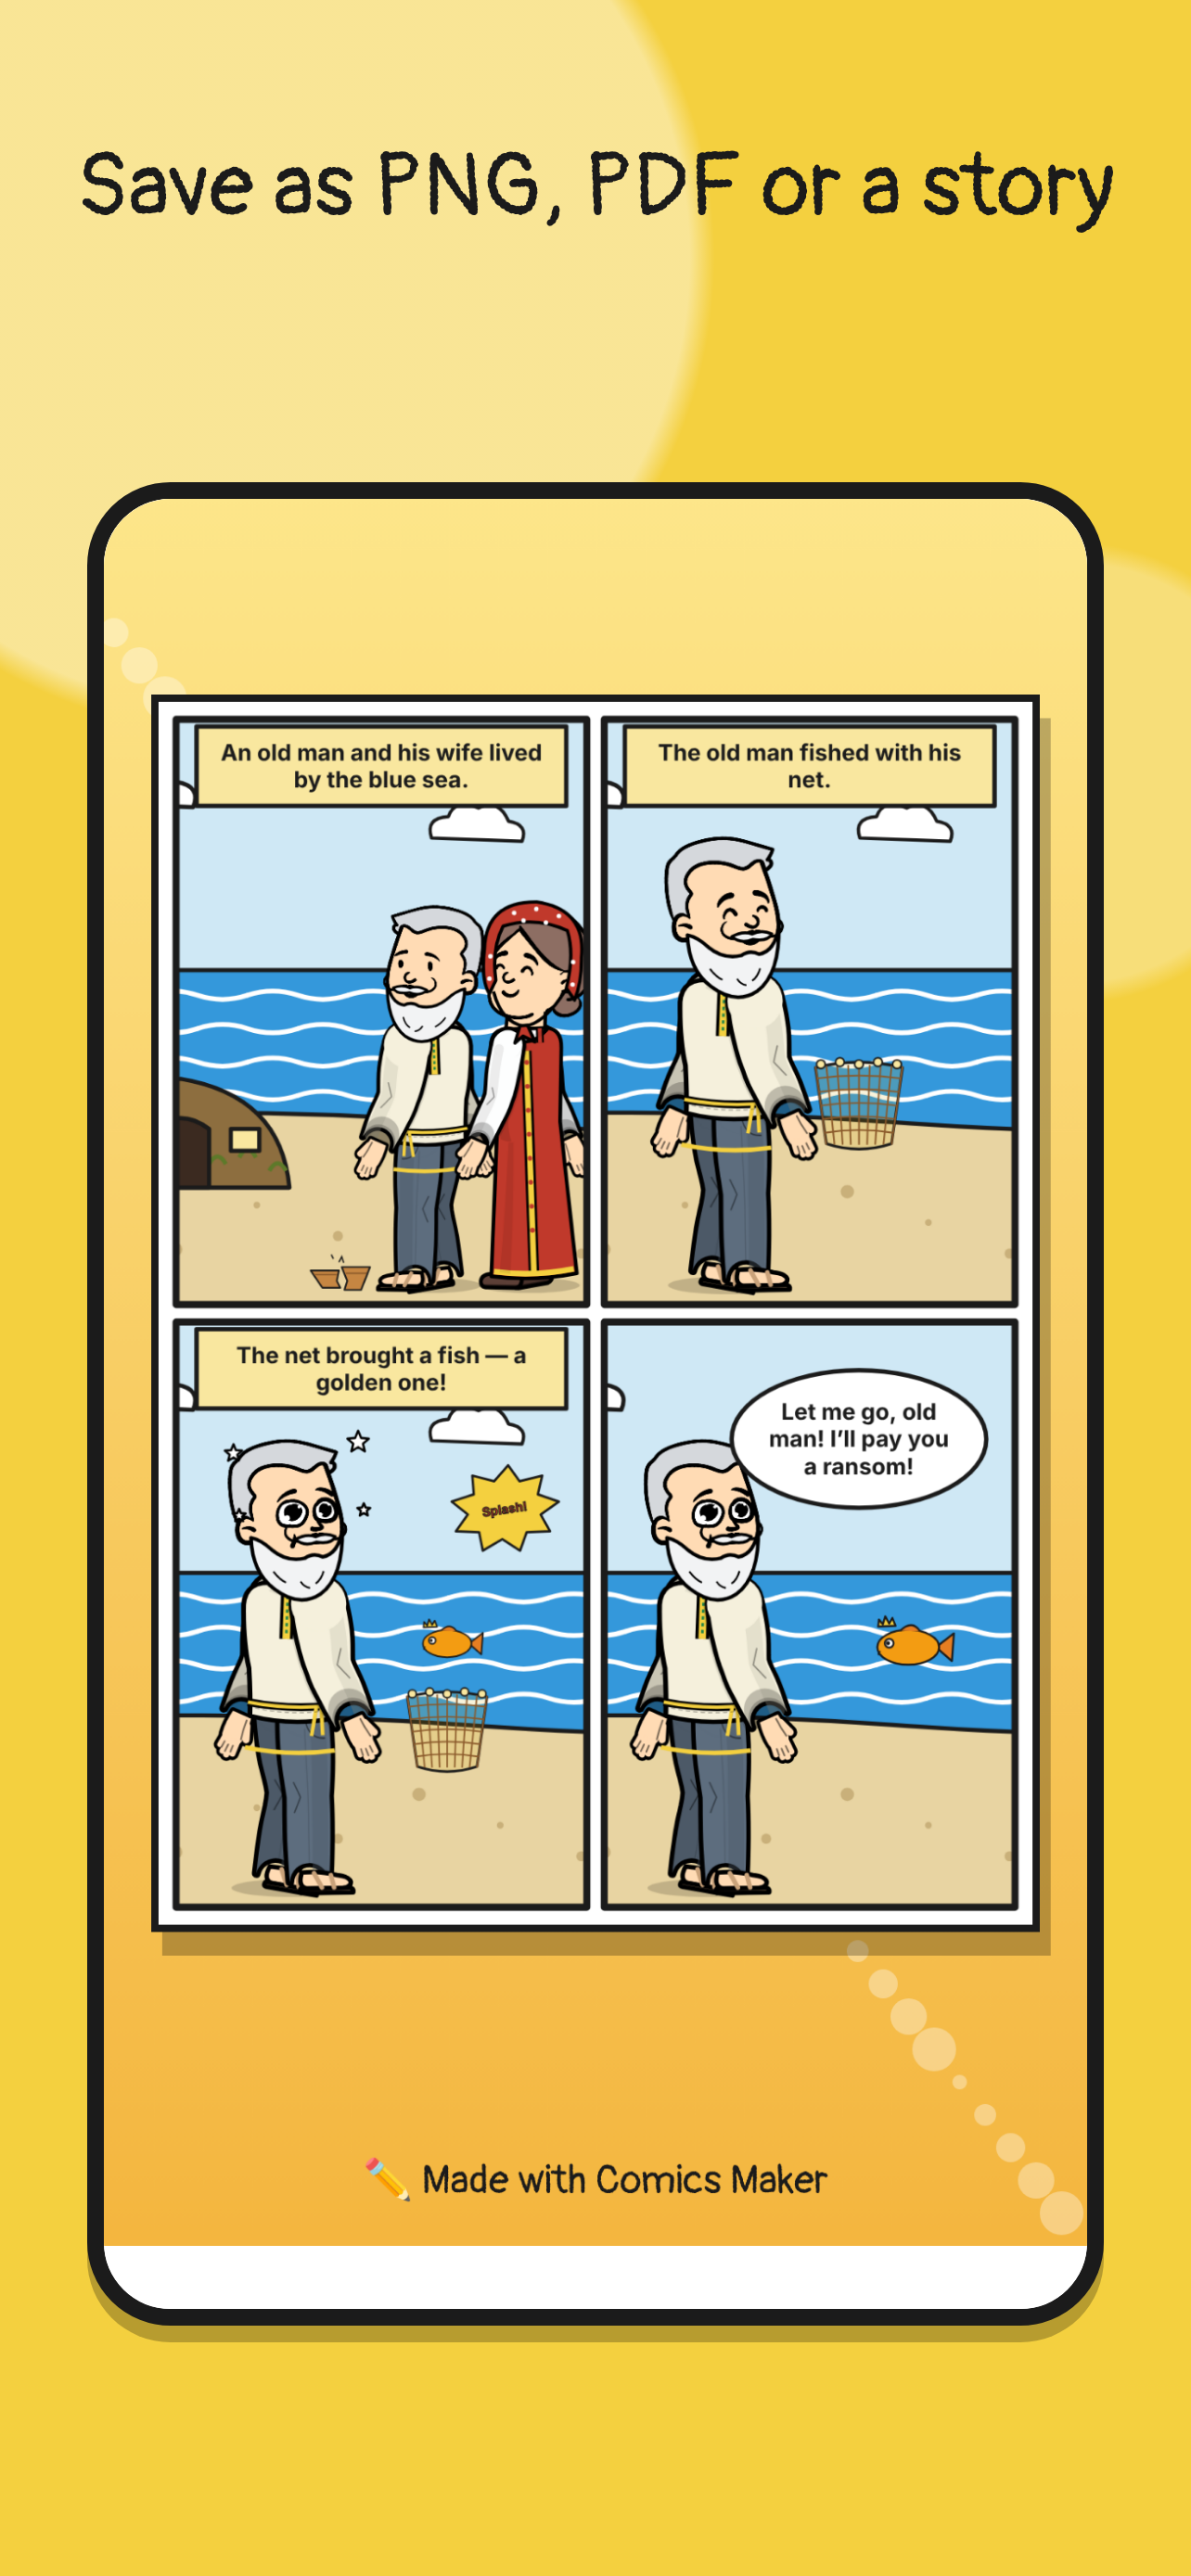 Save as PNG, PDF or a story
An old man and his wife lived
by the blue sea.
The old man fished with his
net.
The net brought a fish — a
golden one!
Splash!
Let me go, old
man! I’ll pay you
a ransom!
Made with Comics Maker